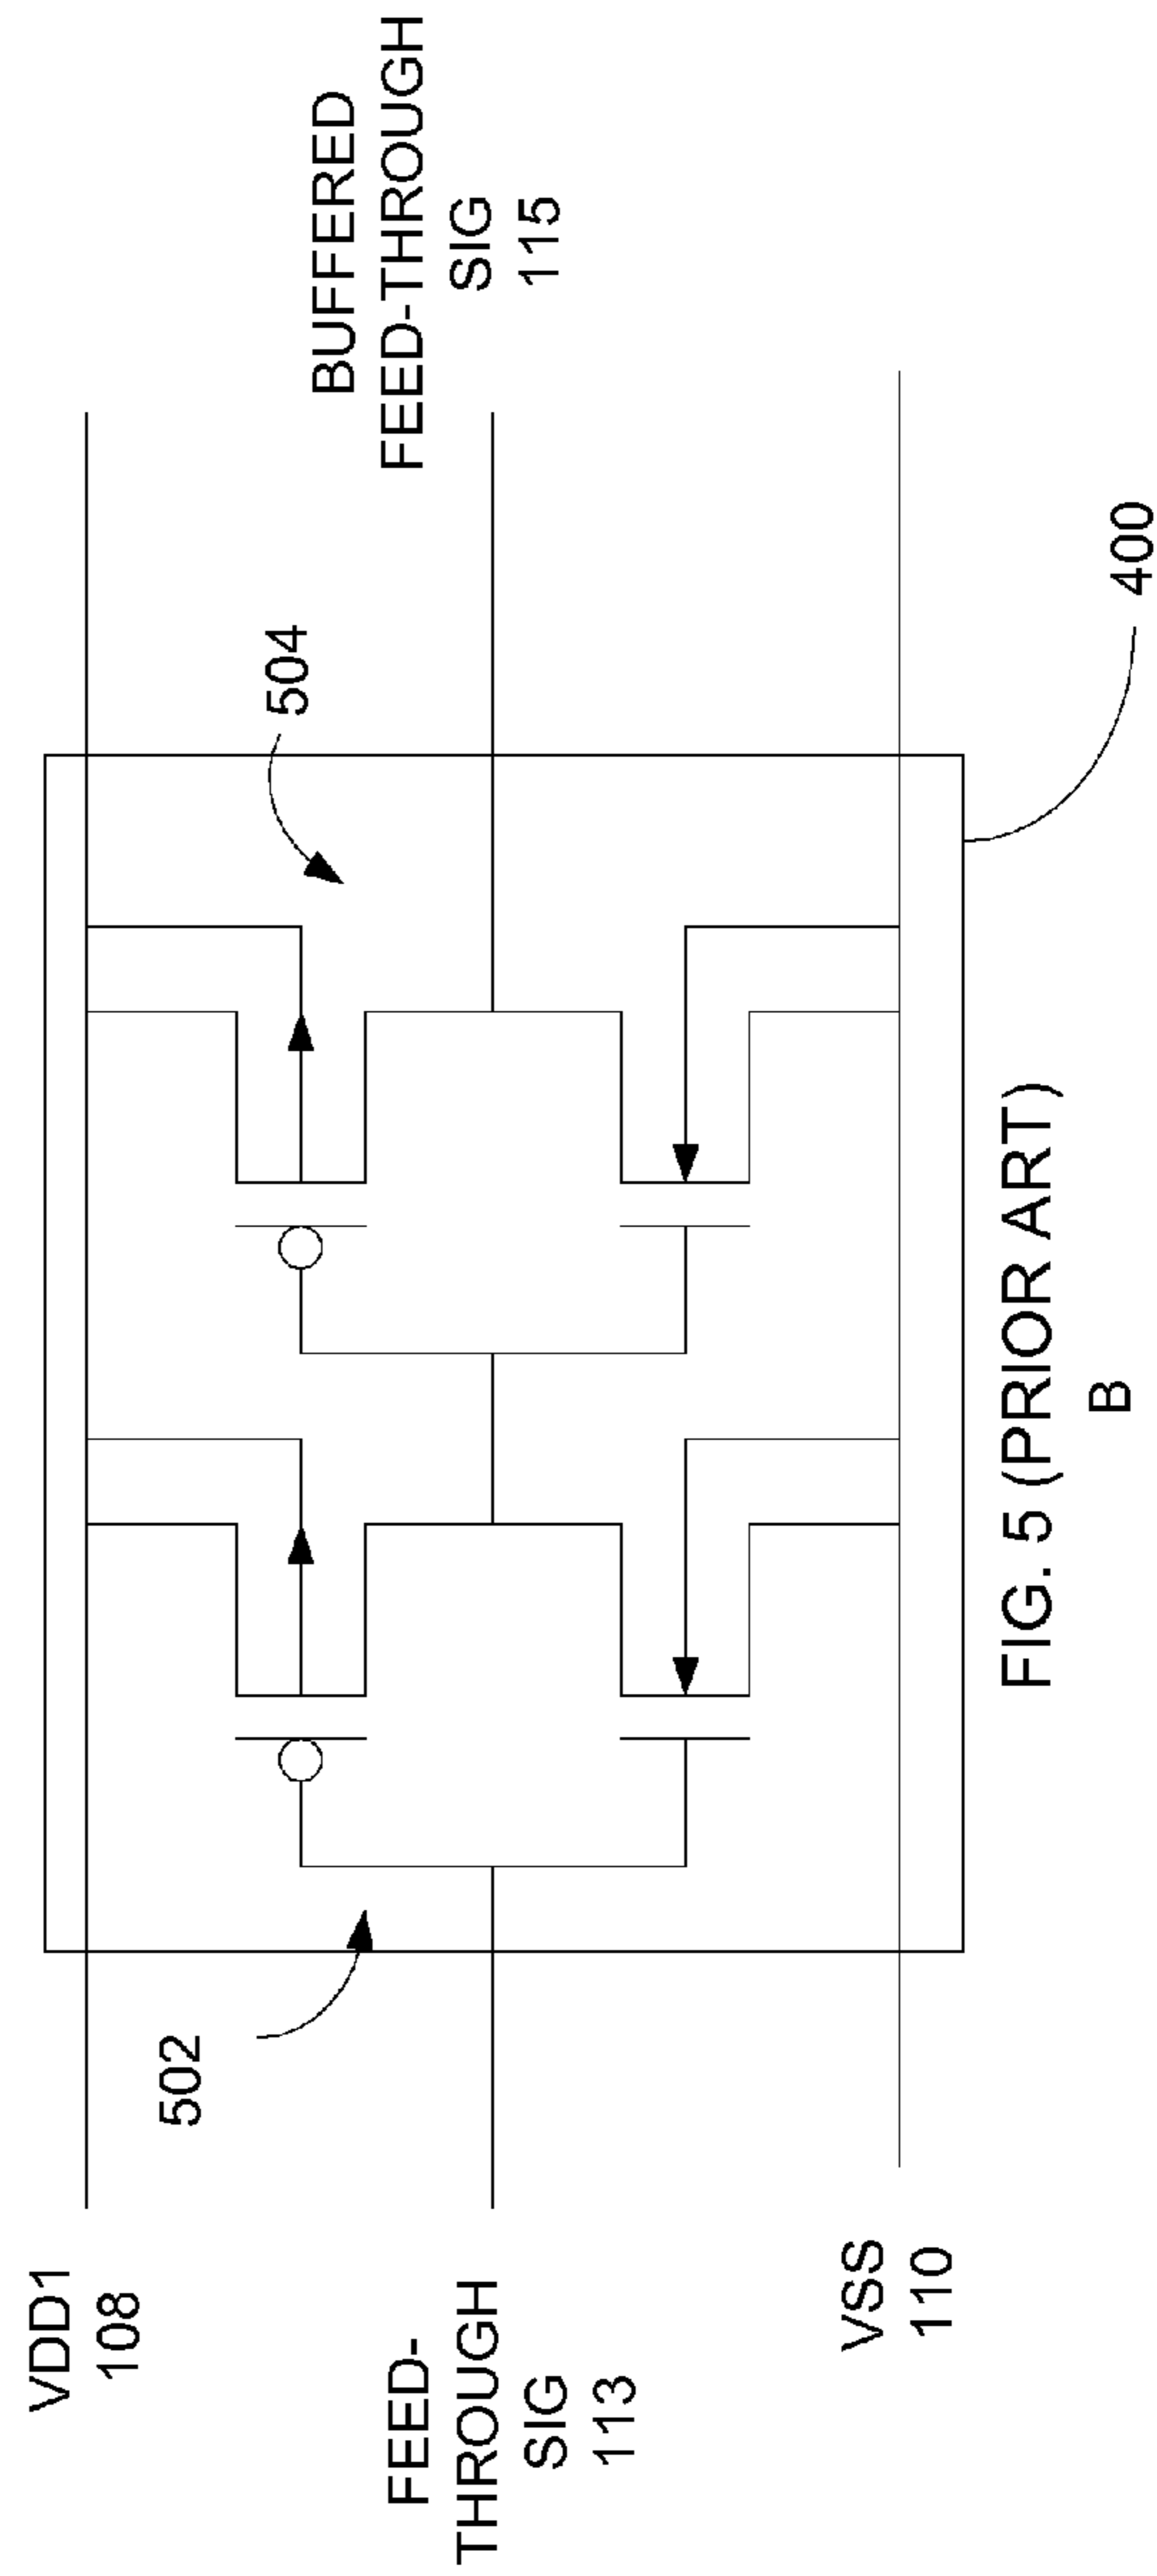 VDD1
108
FEED-
THROUGH
SIG
113
VSS
110
502
504
BUFFERED
FEED-THROUGH
SIG
115
400
FIG. 5 (PRIOR ART)
B